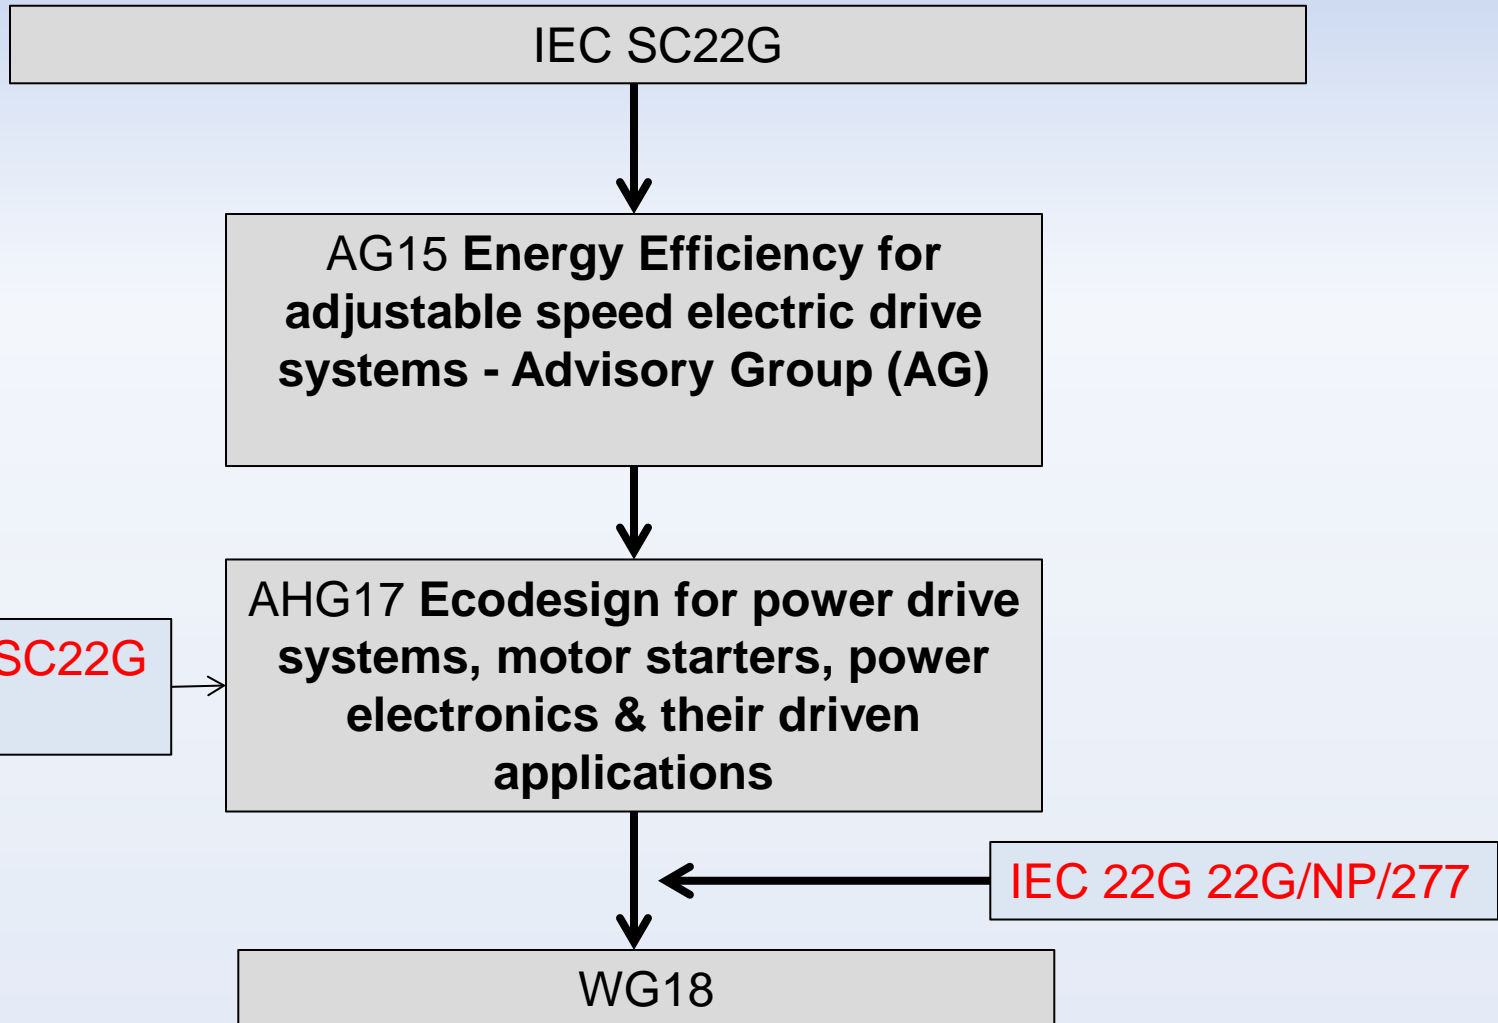 IEC SC22G
AG15 Energy Efficiency for
adjustable speed electric drive
systems - Advisory Group (AG)
AHG17 Ecodesign for power drive
systems, motor starters, power
electronics & their driven
applications
SC22G
IEC 22G 22G/NP/277
WG18